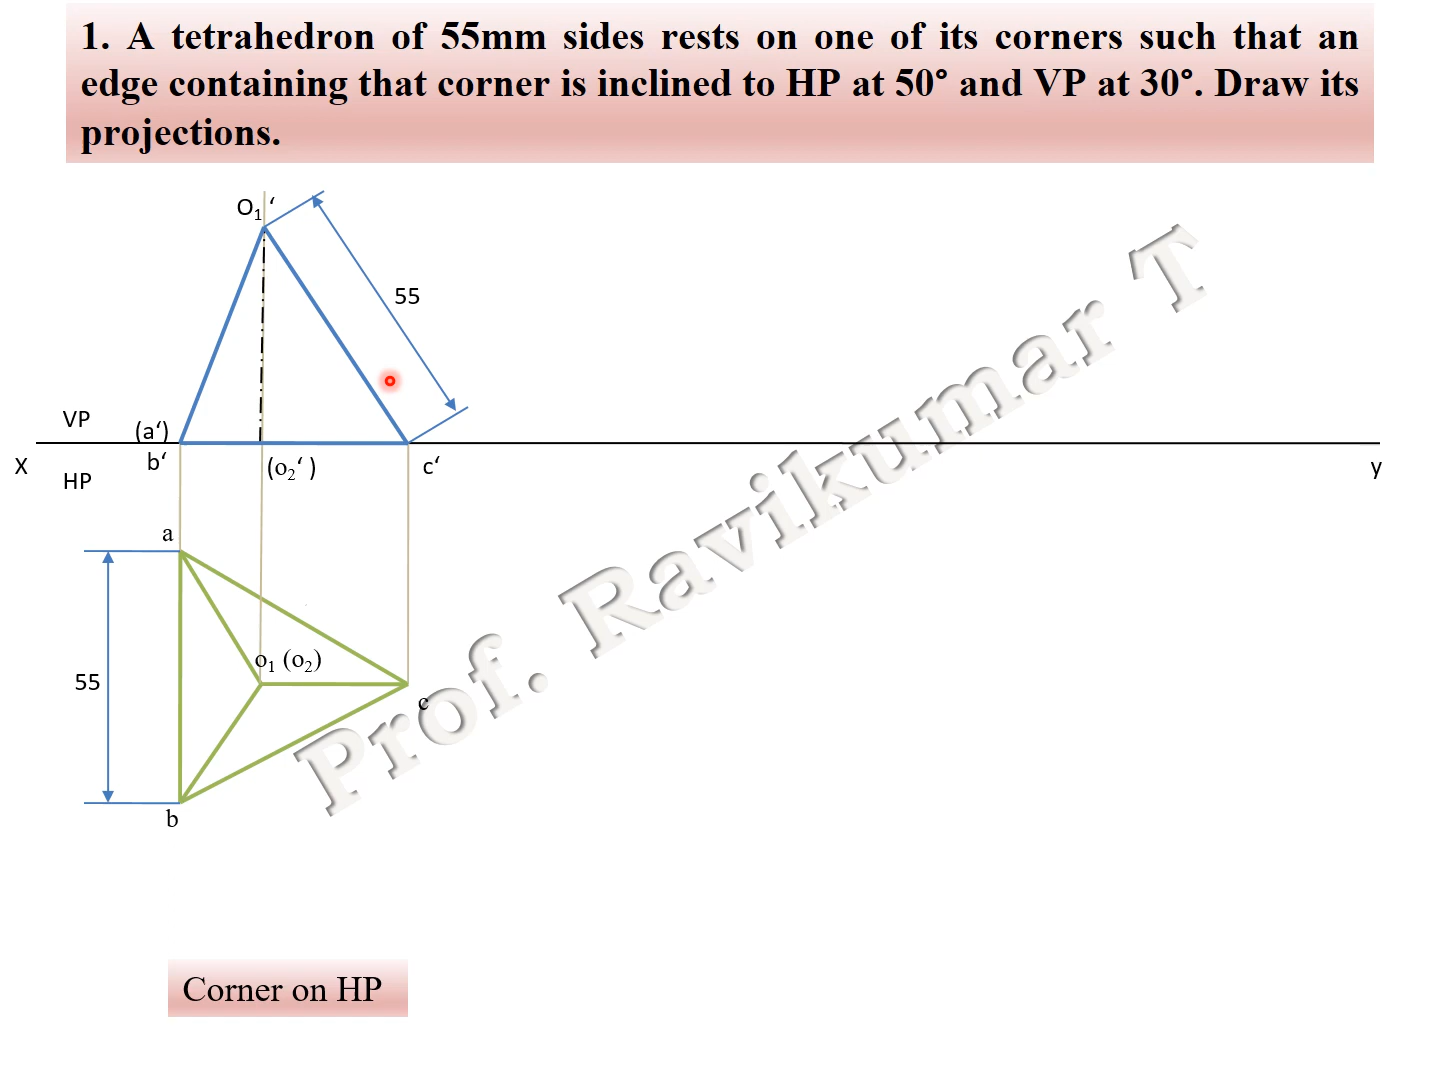 1. A tetrahedron of 55mm sides rests on one of its corners such that an
edge containing that corner is inclined to HP at 50° and VP at 30°. Draw its
projections.
O₁ ‘
55
VP
(a‘)
X
HP
b‘
(o₂‘ )
c‘
y
a
o₁ (o₂)
55
c
b
Prof. Ravikumar T
Corner on HP